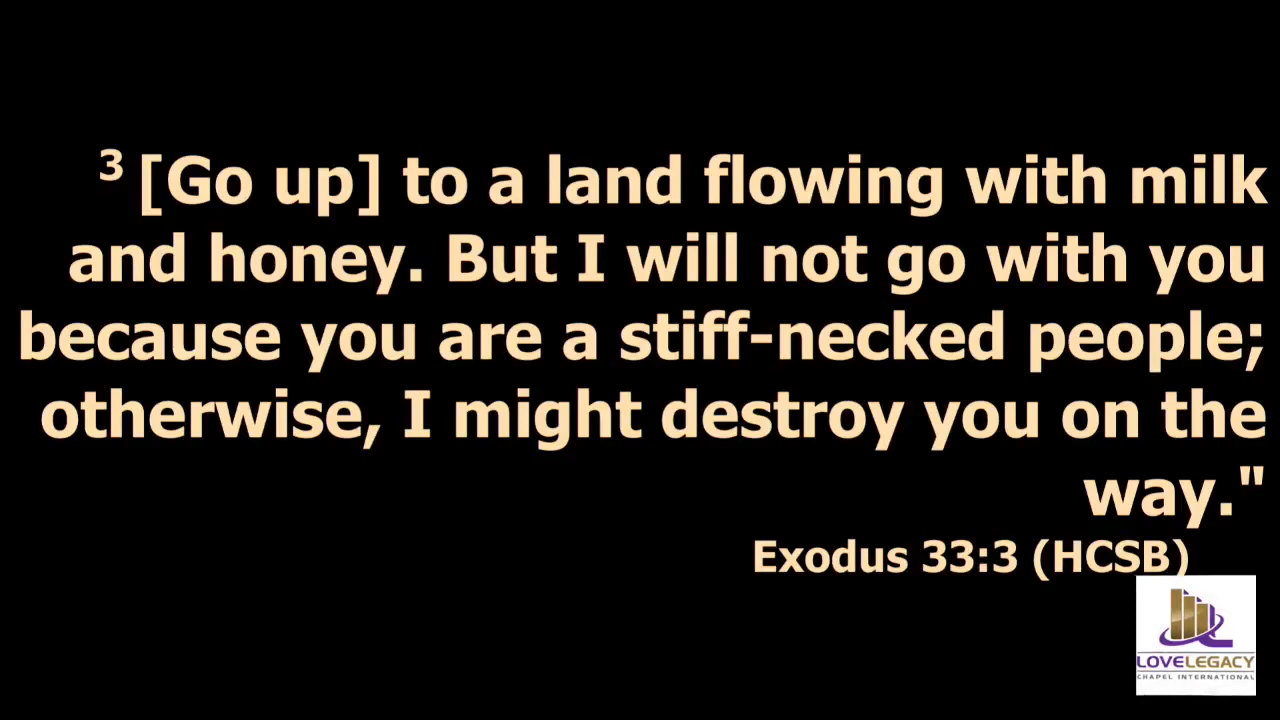 3 [Go up] to a land flowing with milk
and honey. But I will not go with you
because you are a stiff-necked people;
otherwise, I might destroy you on the
way."
Exodus 33:3 (HCSB)
LOVELEGACY
CHAPEL INTERNATIONAL